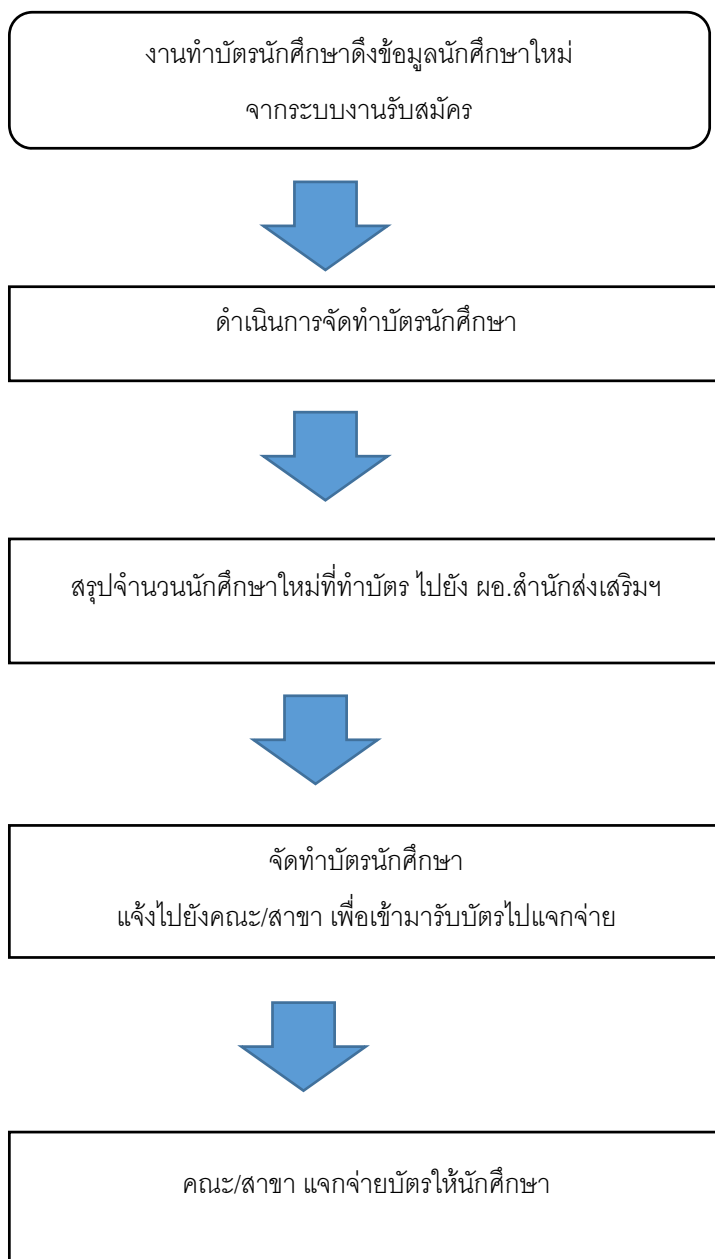 งานทำบัตรนักศึกษาดึงข้อมูลนักศึกษาใหม่
จากระบบงานรับสมัคร
ดำเนินการจัดทำบัตรนักศึกษา
สรุปจำนวนนักศึกษาใหม่ที่ทำบัตร ไปยัง ผอ.สำนักส่งเสริมฯ
จัดทำบัตรนักศึกษา
แจ้งไปยังคณะ/สาขา เพื่อเข้ามารับบัตรไปแจกจ่าย
คณะ/สาขา แจกจ่ายบัตรให้นักศึกษา